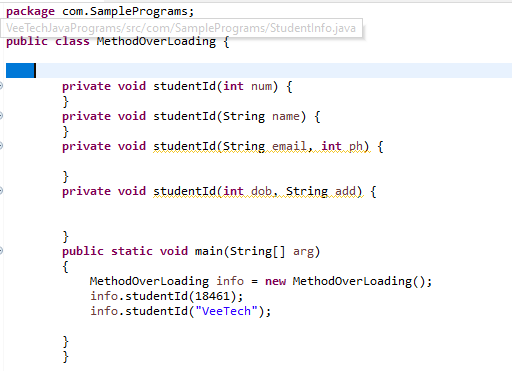 package com.SamplePrograms;
VeeTechJavaPrograms/src/com/SamplePrograms/StudentInfo.java
public class MethodOverLoading {
private void studentId(int num) {
}
private void studentId(String name) {
}
private void studentId(String email, int ph) {
}
private void studentId(int dob, String add) {
}
public static void main(String[] arg)
{
MethodOverLoading info = new MethodOverLoading();
info.studentId(18461);
info.studentId("VeeTech");
}
}